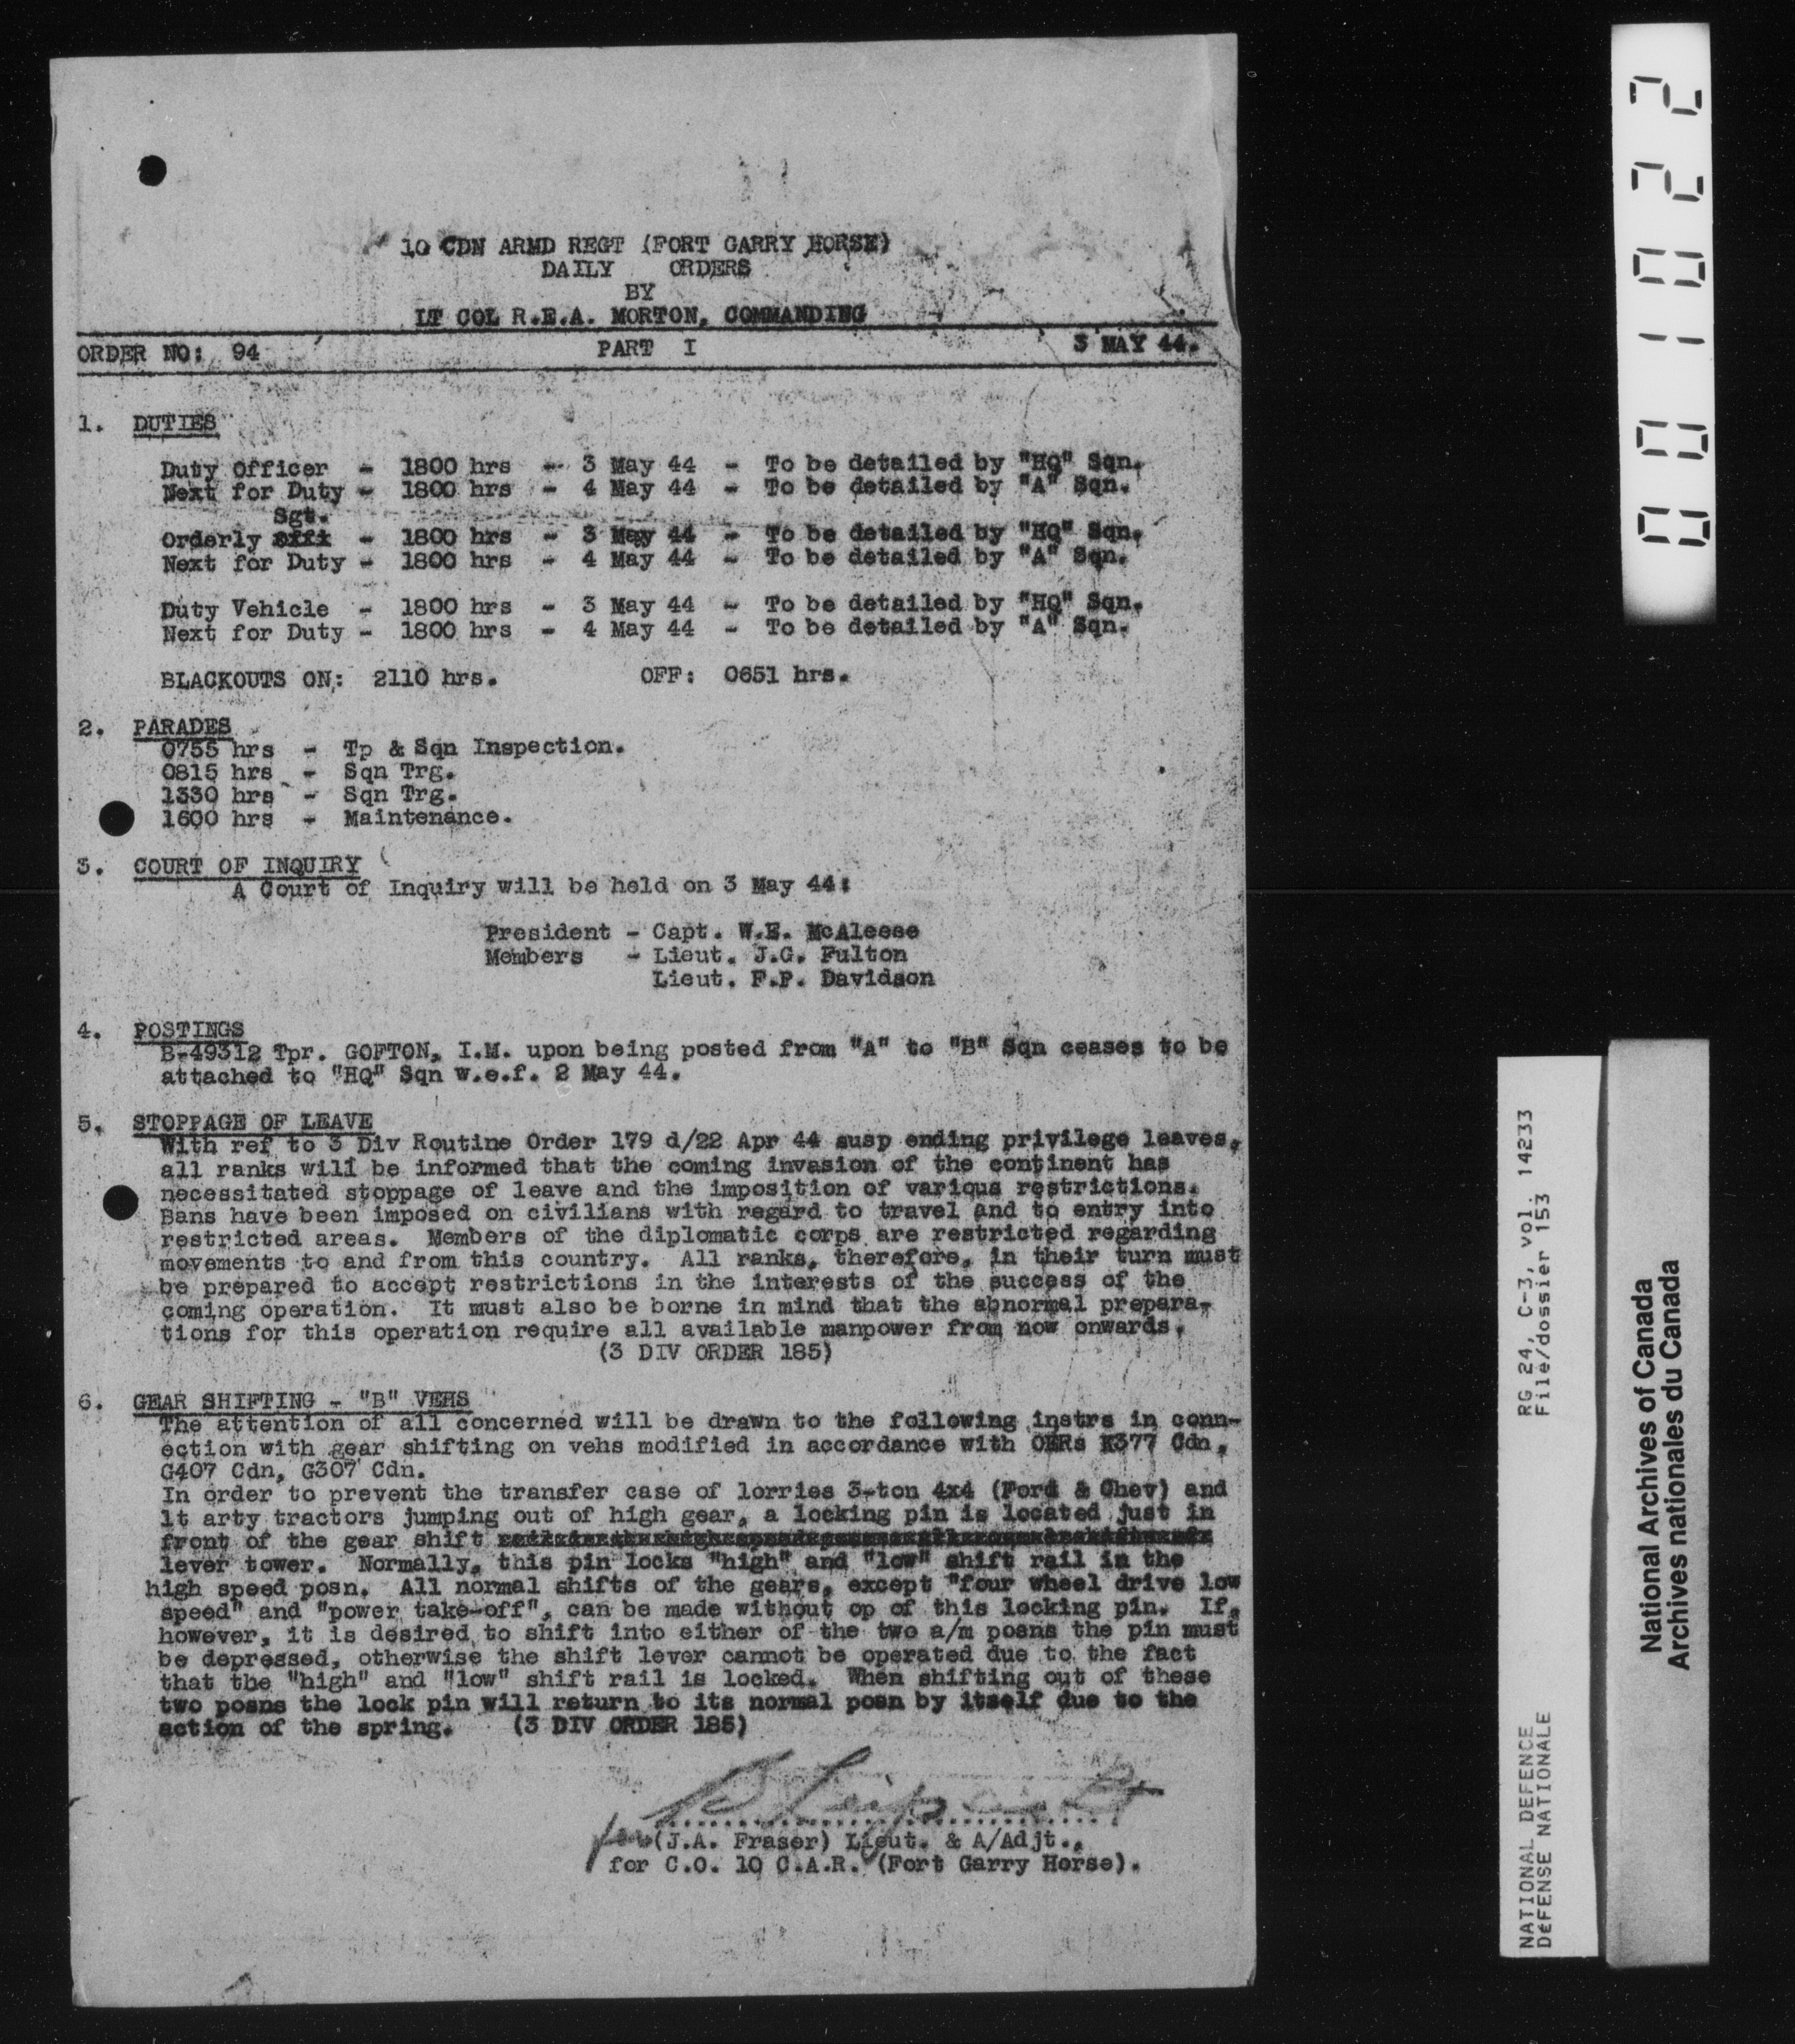 10 CDN ARMD REGT (FORT GARRY HORSE)
DAILY ORDERS
BY
LT COL R.E.A. MORTON, COMMANDING
ORDER NO: 94 PART I 3 MAY 44.
1. DUTIES
Duty Officer - 1800 hrs - 3 May 44 - To be detailed by "HQ" Sqn.
Next for Duty - 1800 hrs - 4 May 44 - To be detailed by "A" Sqn.
Sgt.
Orderly - 1800 hrs - 3 May 44 - To be detailed by "HQ" Sqn.
Next for Duty - 1800 hrs - 4 May 44 - To be detailed by "A" Sqn.
Duty Vehicle - 1800 hrs - 3 May 44 - To be detailed by "HQ" Sqn.
Next for Duty - 1800 hrs - 4 May 44 - To be detailed by "A" Sqn.
BLACKOUTS ON: 2110 hrs. OFF: 0651 hrs.
2. PARADES
0755 hrs - Tp & Sqn Inspection.
0815 hrs - Sqn Trg.
1330 hrs - Sqn Trg.
1600 hrs - Maintenance.
3. COURT OF INQUIRY
A Court of Inquiry will be held on 3 May 44:
President - Capt. W.E. McAleese
Members - Lieut. J.G. Fulton
Lieut. F.P. Davidson
4. POSTINGS
B-49312 Tpr. GOFTON, I.M. upon being posted from "A" to "B" Sqn ceases to be
attached to "HQ" Sqn w.e.f. 2 May 44.
5. STOPPAGE OF LEAVE
With ref to 3 Div Routine Order 179 d/22 Apr 44 susp ending privilege leaves,
all ranks will be informed that the coming invasion of the continent has
necessitated stoppage of leave and the imposition of various restrictions.
Bans have been imposed on civilians with regard to travel and to entry into
restricted areas. Members of the diplomatic corps are restricted regarding
movements to and from this country. All ranks, therefore, in their turn must
be prepared to accept restrictions in the interests of the success of the
coming operation. It must also be borne in mind that the abnormal prepara-
tions for this operation require all available manpower from now onwards.
(3 DIV ORDER 185)
6. GEAR SHIFTING - "B" VEHS
The attention of all concerned will be drawn to the following instrs in conn-
ection with gear shifting on vehs modified in accordance with OERs K377 Cdn,
G407 Cdn, G307 Cdn.
In order to prevent the transfer case of lorries 3-ton 4x4 (Ford & Chev) and
lt arty tractors jumping out of high gear, a locking pin is located just in
front of the gear shift
lever tower. Normally, this pin locks "high" and "low" shift rail in the
high speed posn. All normal shifts of the gears, except "four wheel drive low
speed" and "power take-off", can be made without op of this locking pin. If,
however, it is desired to shift into either of the two a/m posns the pin must
be depressed, otherwise the shift lever cannot be operated due to the fact
that the "high" and "low" shift rail is locked. When shifting out of these
two posns the lock pin will return to its normal posn by itself due to the
action of the spring. (3 DIV ORDER 185)
for (J.A. Fraser) Lieut. & A/Adjt.,
for C.O. 10 C.A.R. (Fort Garry Horse).
001022
RG 24, C-3, vol. 14233
File/dossier 153
NATIONAL DEFENCE
DÉFENSE NATIONALE
National Archives of Canada
Archives nationales du Canada